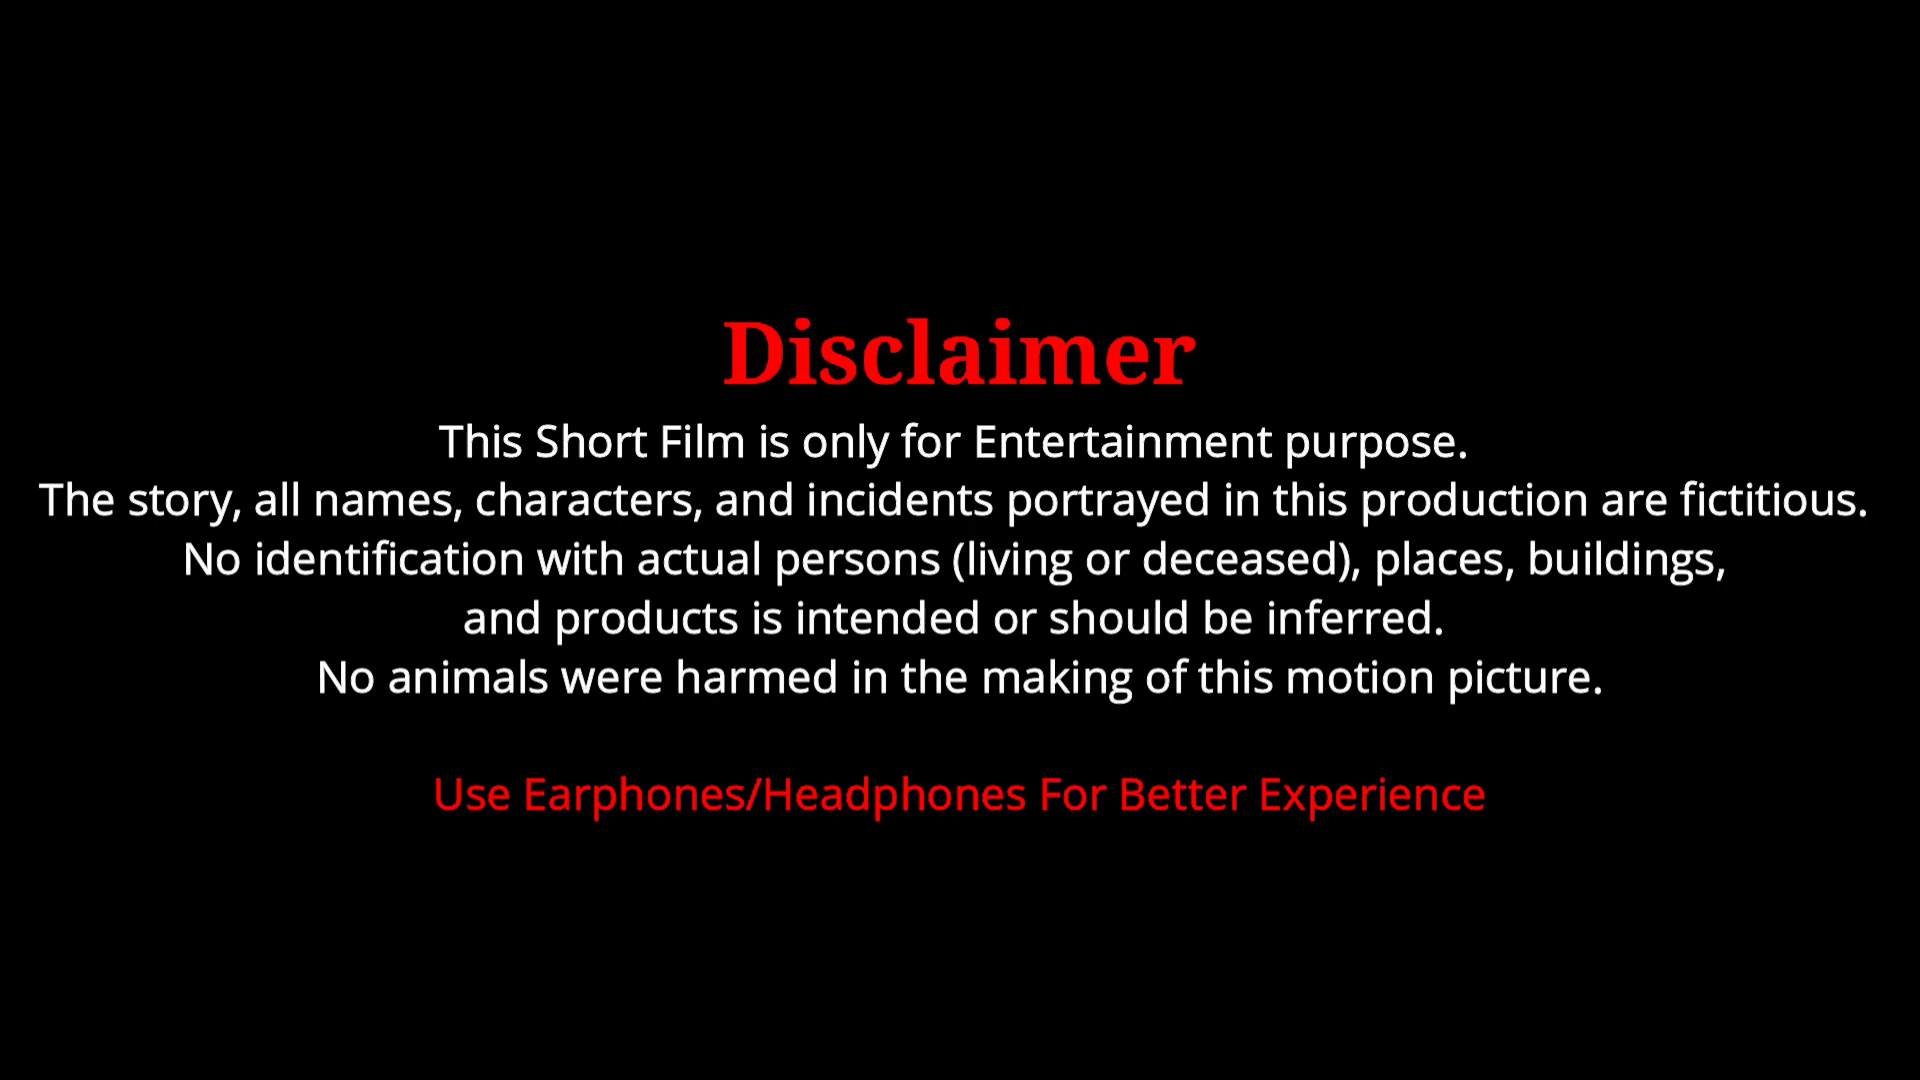 Disclaimer
This Short Film is only for Entertainment purpose.
The story, all names, characters, and incidents portrayed in this production are fictitious.
No identification with actual persons (living or deceased), places, buildings,
and products is intended or should be inferred.
No animals were harmed in the making of this motion picture.
Use Earphones/Headphones For Better Experience